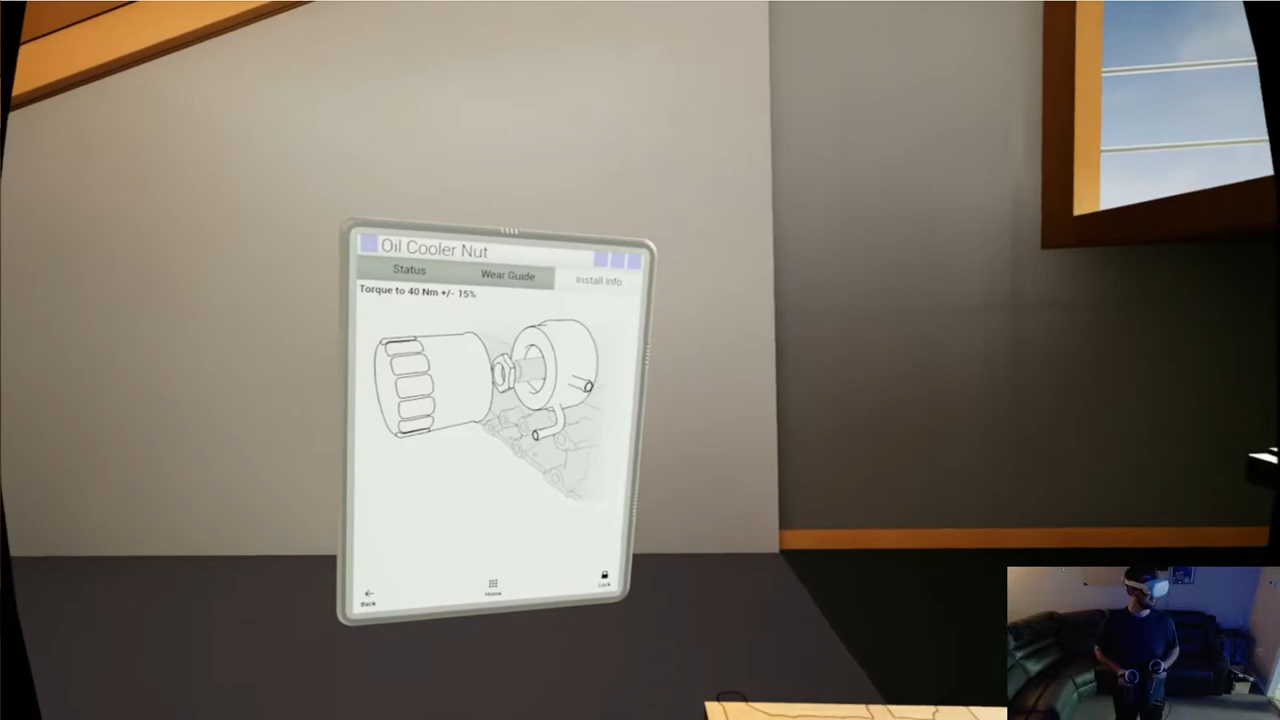 Oil Cooler Nut
Status
Wear Guide
Install Info
Torque to 40 Nm +/- 15%
Back
Home
Lock